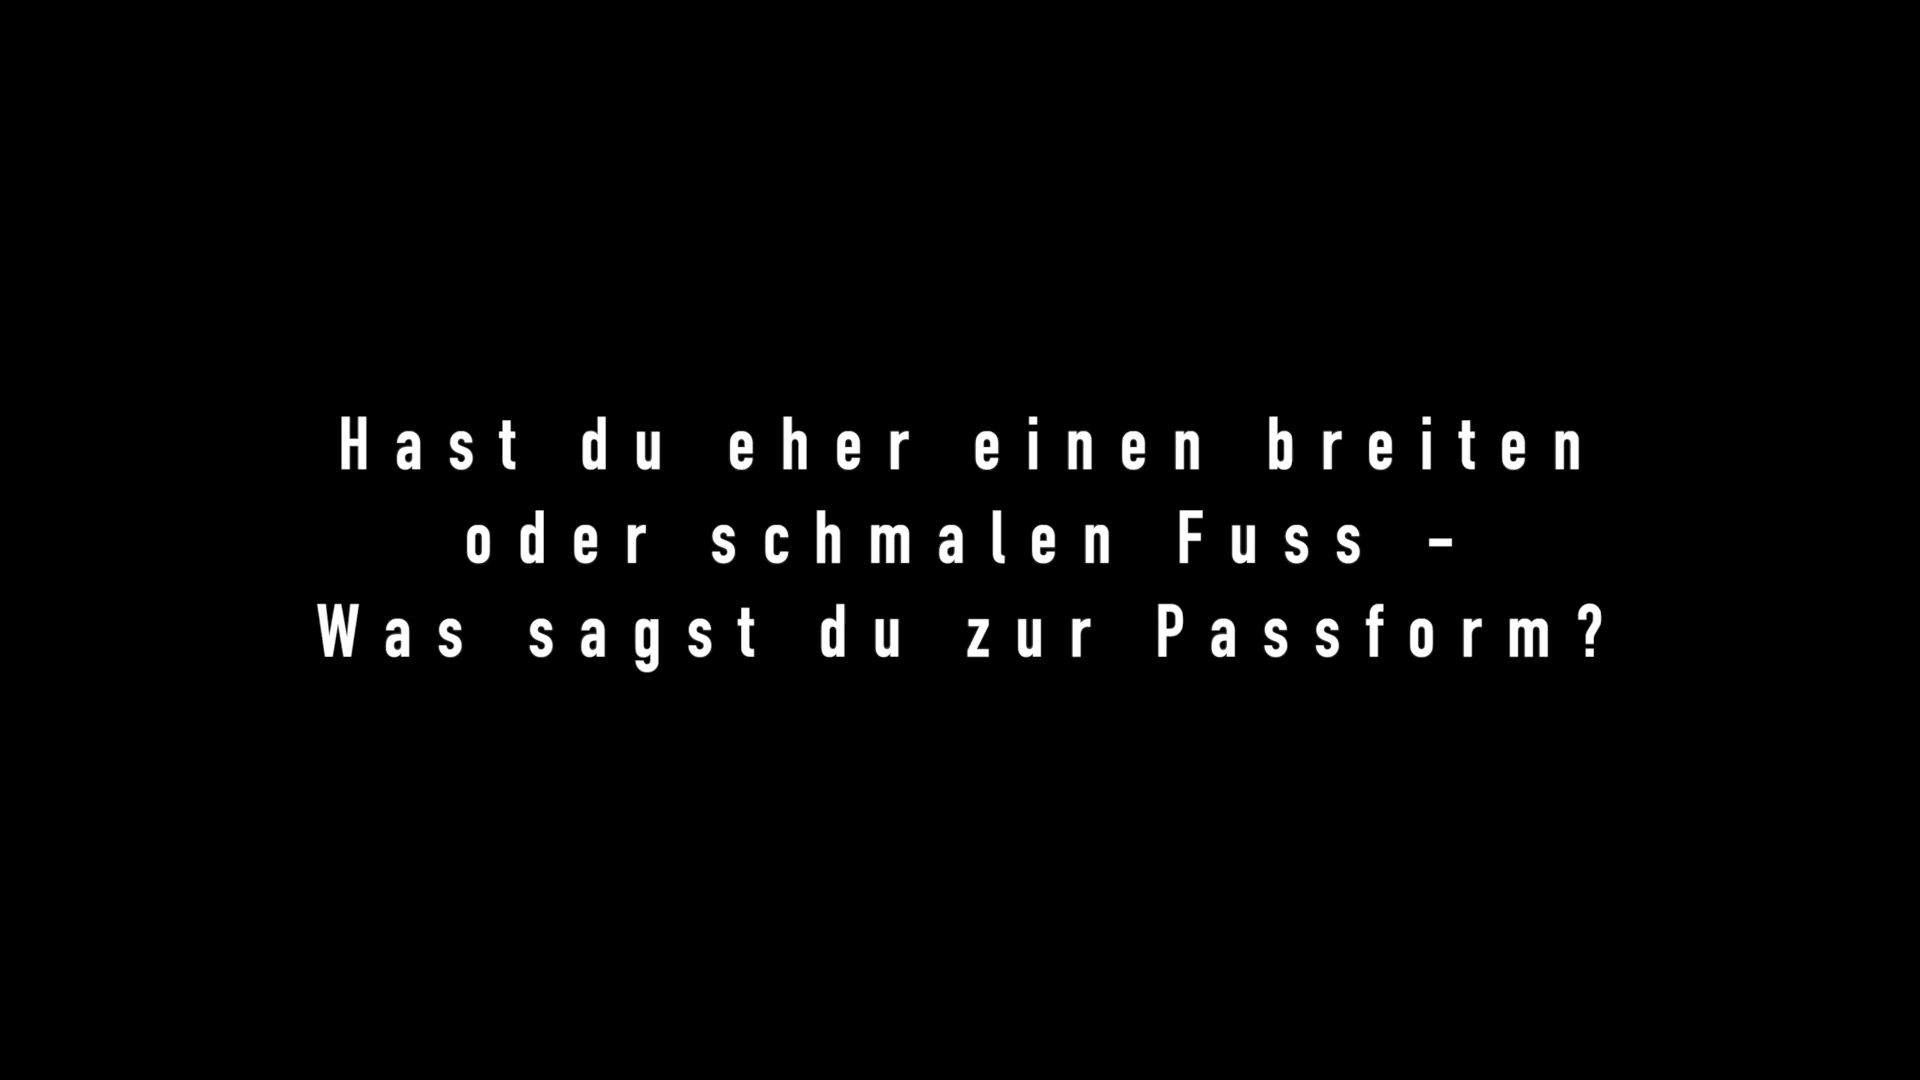 Hast du eher einen breiten
oder schmalen Fuss -
Was sagst du zur Passform?